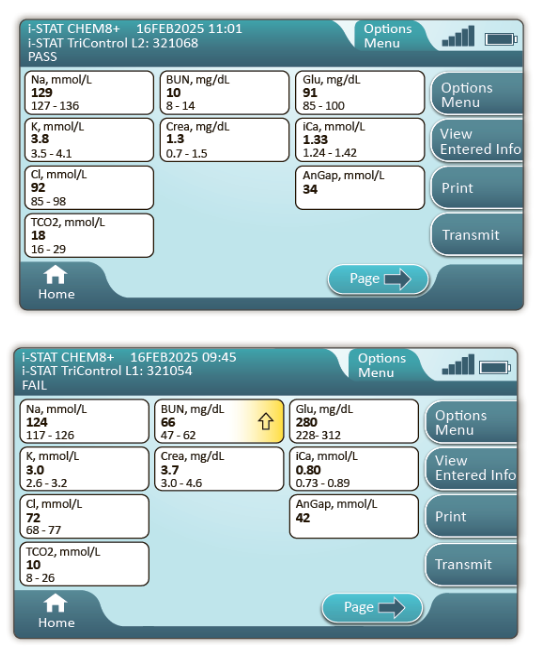 i-STAT CHEM8+ 16FEB2025 11:01
i-STAT TriControl L2: 321068
PASS
Options
Menu
Na, mmol/L
129
127 - 136
BUN, mg/dL
10
8 - 14
Glu, mg/dL
91
85 - 100
K, mmol/L
3.8
3.5 - 4.1
Crea, mg/dL
1.3
0.7 - 1.5
iCa, mmol/L
1.33
1.24 - 1.42
Cl, mmol/L
92
85 - 98
AnGap, mmol/L
34
TCO2, mmol/L
18
16 - 29
Options
Menu
View
Entered Info
Print
Transmit
Home
Page
i-STAT CHEM8+ 16FEB2025 09:45
i-STAT TriControl L1: 321054
FAIL
Options
Menu
Na, mmol/L
124
117 - 126
BUN, mg/dL
66
47 - 62
Glu, mg/dL
280
228- 312
K, mmol/L
3.0
2.6 - 3.2
Crea, mg/dL
3.7
3.0 - 4.6
iCa, mmol/L
0.80
0.73 - 0.89
Cl, mmol/L
72
68 - 77
AnGap, mmol/L
42
TCO2, mmol/L
10
8 - 26
Options
Menu
View
Entered Info
Print
Transmit
Home
Page